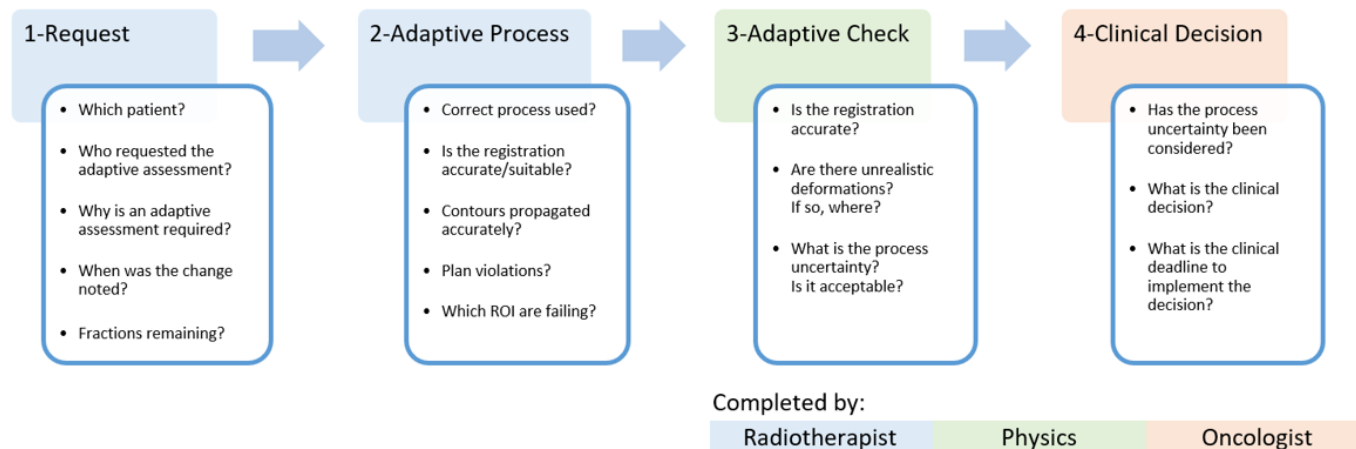 1-Request
• Which patient?
• Who requested the
adaptive assessment?
• Why is an adaptive
assessment required?
• When was the change
noted?
• Fractions remaining?
2-Adaptive Process
• Correct process used?
• Is the registration
accurate/suitable?
• Contours propagated
accurately?
• Plan violations?
• Which ROI are failing?
3-Adaptive Check
• Is the registration
accurate?
• Are there unrealistic
deformations?
If so, where?
• What is the process
uncertainty?
Is it acceptable?
4-Clinical Decision
• Has the process
uncertainty been
considered?
• What is the clinical
decision?
• What is the clinical
deadline to
implement the
decision?
Completed by:
Radiotherapist
Physics
Oncologist